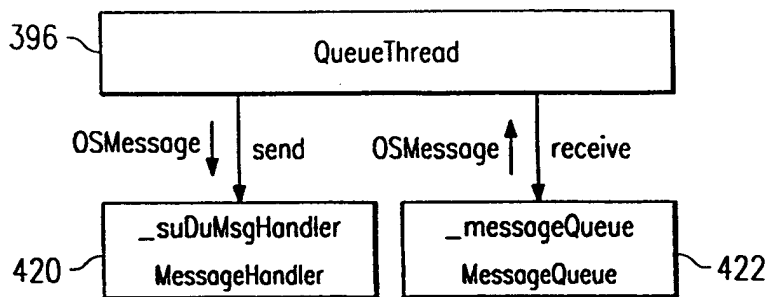 396
QueueThread
OSMessage send
OSMessage receive
_suDuMsgHandler
MessageHandler
420
_messageQueue
MessageQueue
422